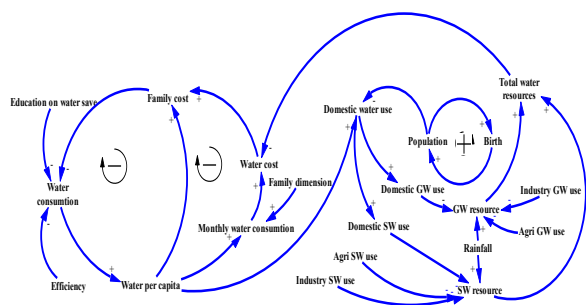 Education on water save
Family cost
Domestic water use
Total water
resources
Population
Birth
Water cost
Water
consumtion
Family dimension
Domestic GW use
Industry GW use
GW resource
Monthly water consumtion
Domestic SW use
Agri GW use
Rainfall
Agri SW use
Efficiency
Water per capita
Industry SW use
SW resource